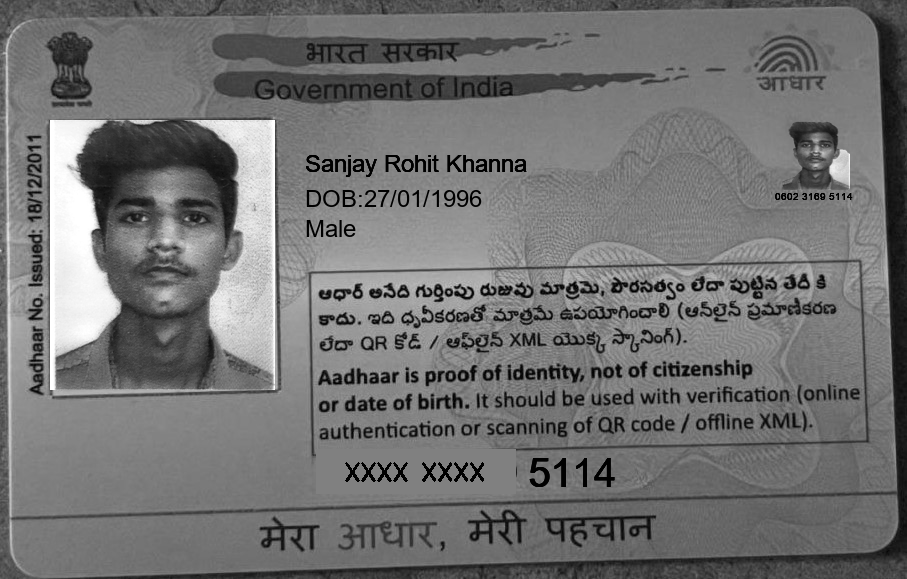 भारत सरकार
Government of India
आधार
Aadhaar No. Issued: 18/12/2011
Sanjay Rohit Khanna
DOB:27/01/1996
Male
0602 3169 5114
ఆధార్ అనేది గుర్తింపు రుజువు మాత్రమె, పౌరసత్వం లేదా పుట్టిన తేదీ కి
కాదు. ఇది ధృవీకరణతో మాత్రమే ఉపయోగించాలి (ఆన్‌లైన్ ప్రమాణీకరణ
లేదా QR కోడ్ / ఆఫ్‌లైన్ XML యొక్క స్కానింగ్).
Aadhaar is proof of identity, not of citizenship
or date of birth. It should be used with verification (online
authentication or scanning of QR code / offline XML).
XXXX XXXX 5114
मेरा आधार, मेरी पहचान